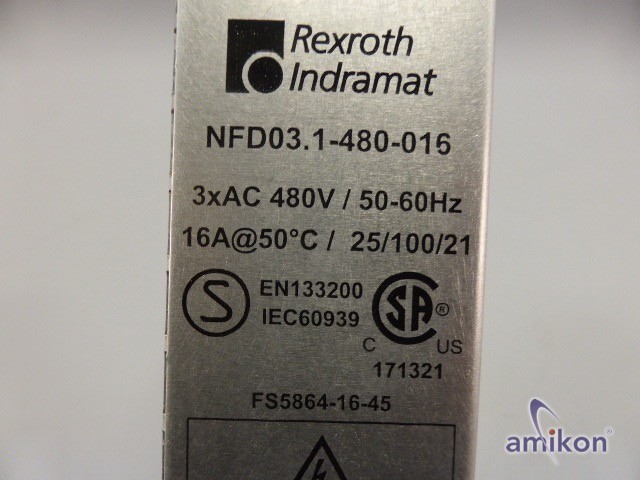 Rexroth
Indramat
NFD03.1-480-016
3xAC 480V / 50-60Hz
16A@50°C / 25/100/21
S
EN133200
IEC60939
SA®
C US
171321
FS5864-16-45
amikon